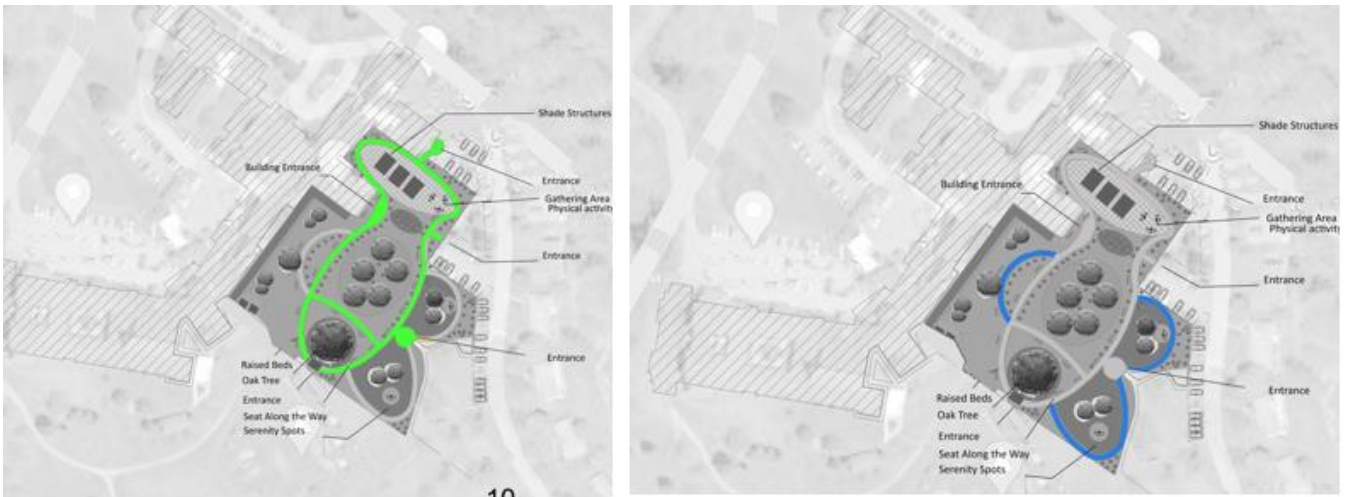 Shade Structures
Building Entrance
Entrance
Gathering Area
Physical activit
Entrance
Entrance
Raised Beds
Oak Tree
Entrance
Seat Along the Way
Serenity Spots
10
Shade Structures
Building Entrance
Entrance
Gathering Area
Physical activit
Entrance
Entrance
Raised Beds
Oak Tree
Entrance
Seat Along the Way
Serenity Spots